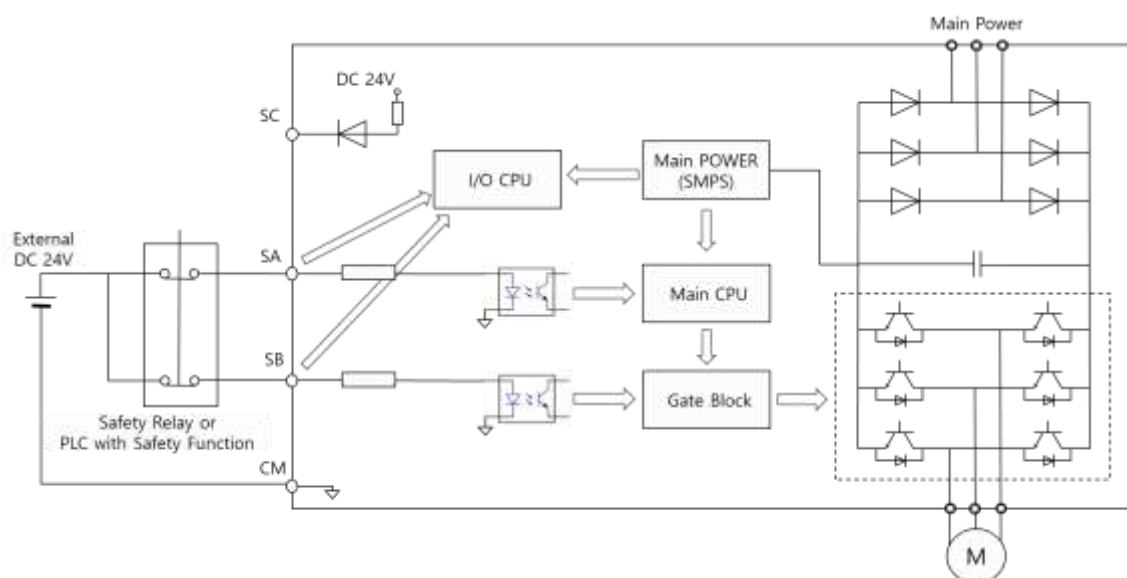 Main Power
DC 24V
SC
I/O CPU
Main POWER
(SMPS)
External
DC 24V
SA
Main CPU
SB
Gate Block
Safety Relay or
PLC with Safety Function
CM
M